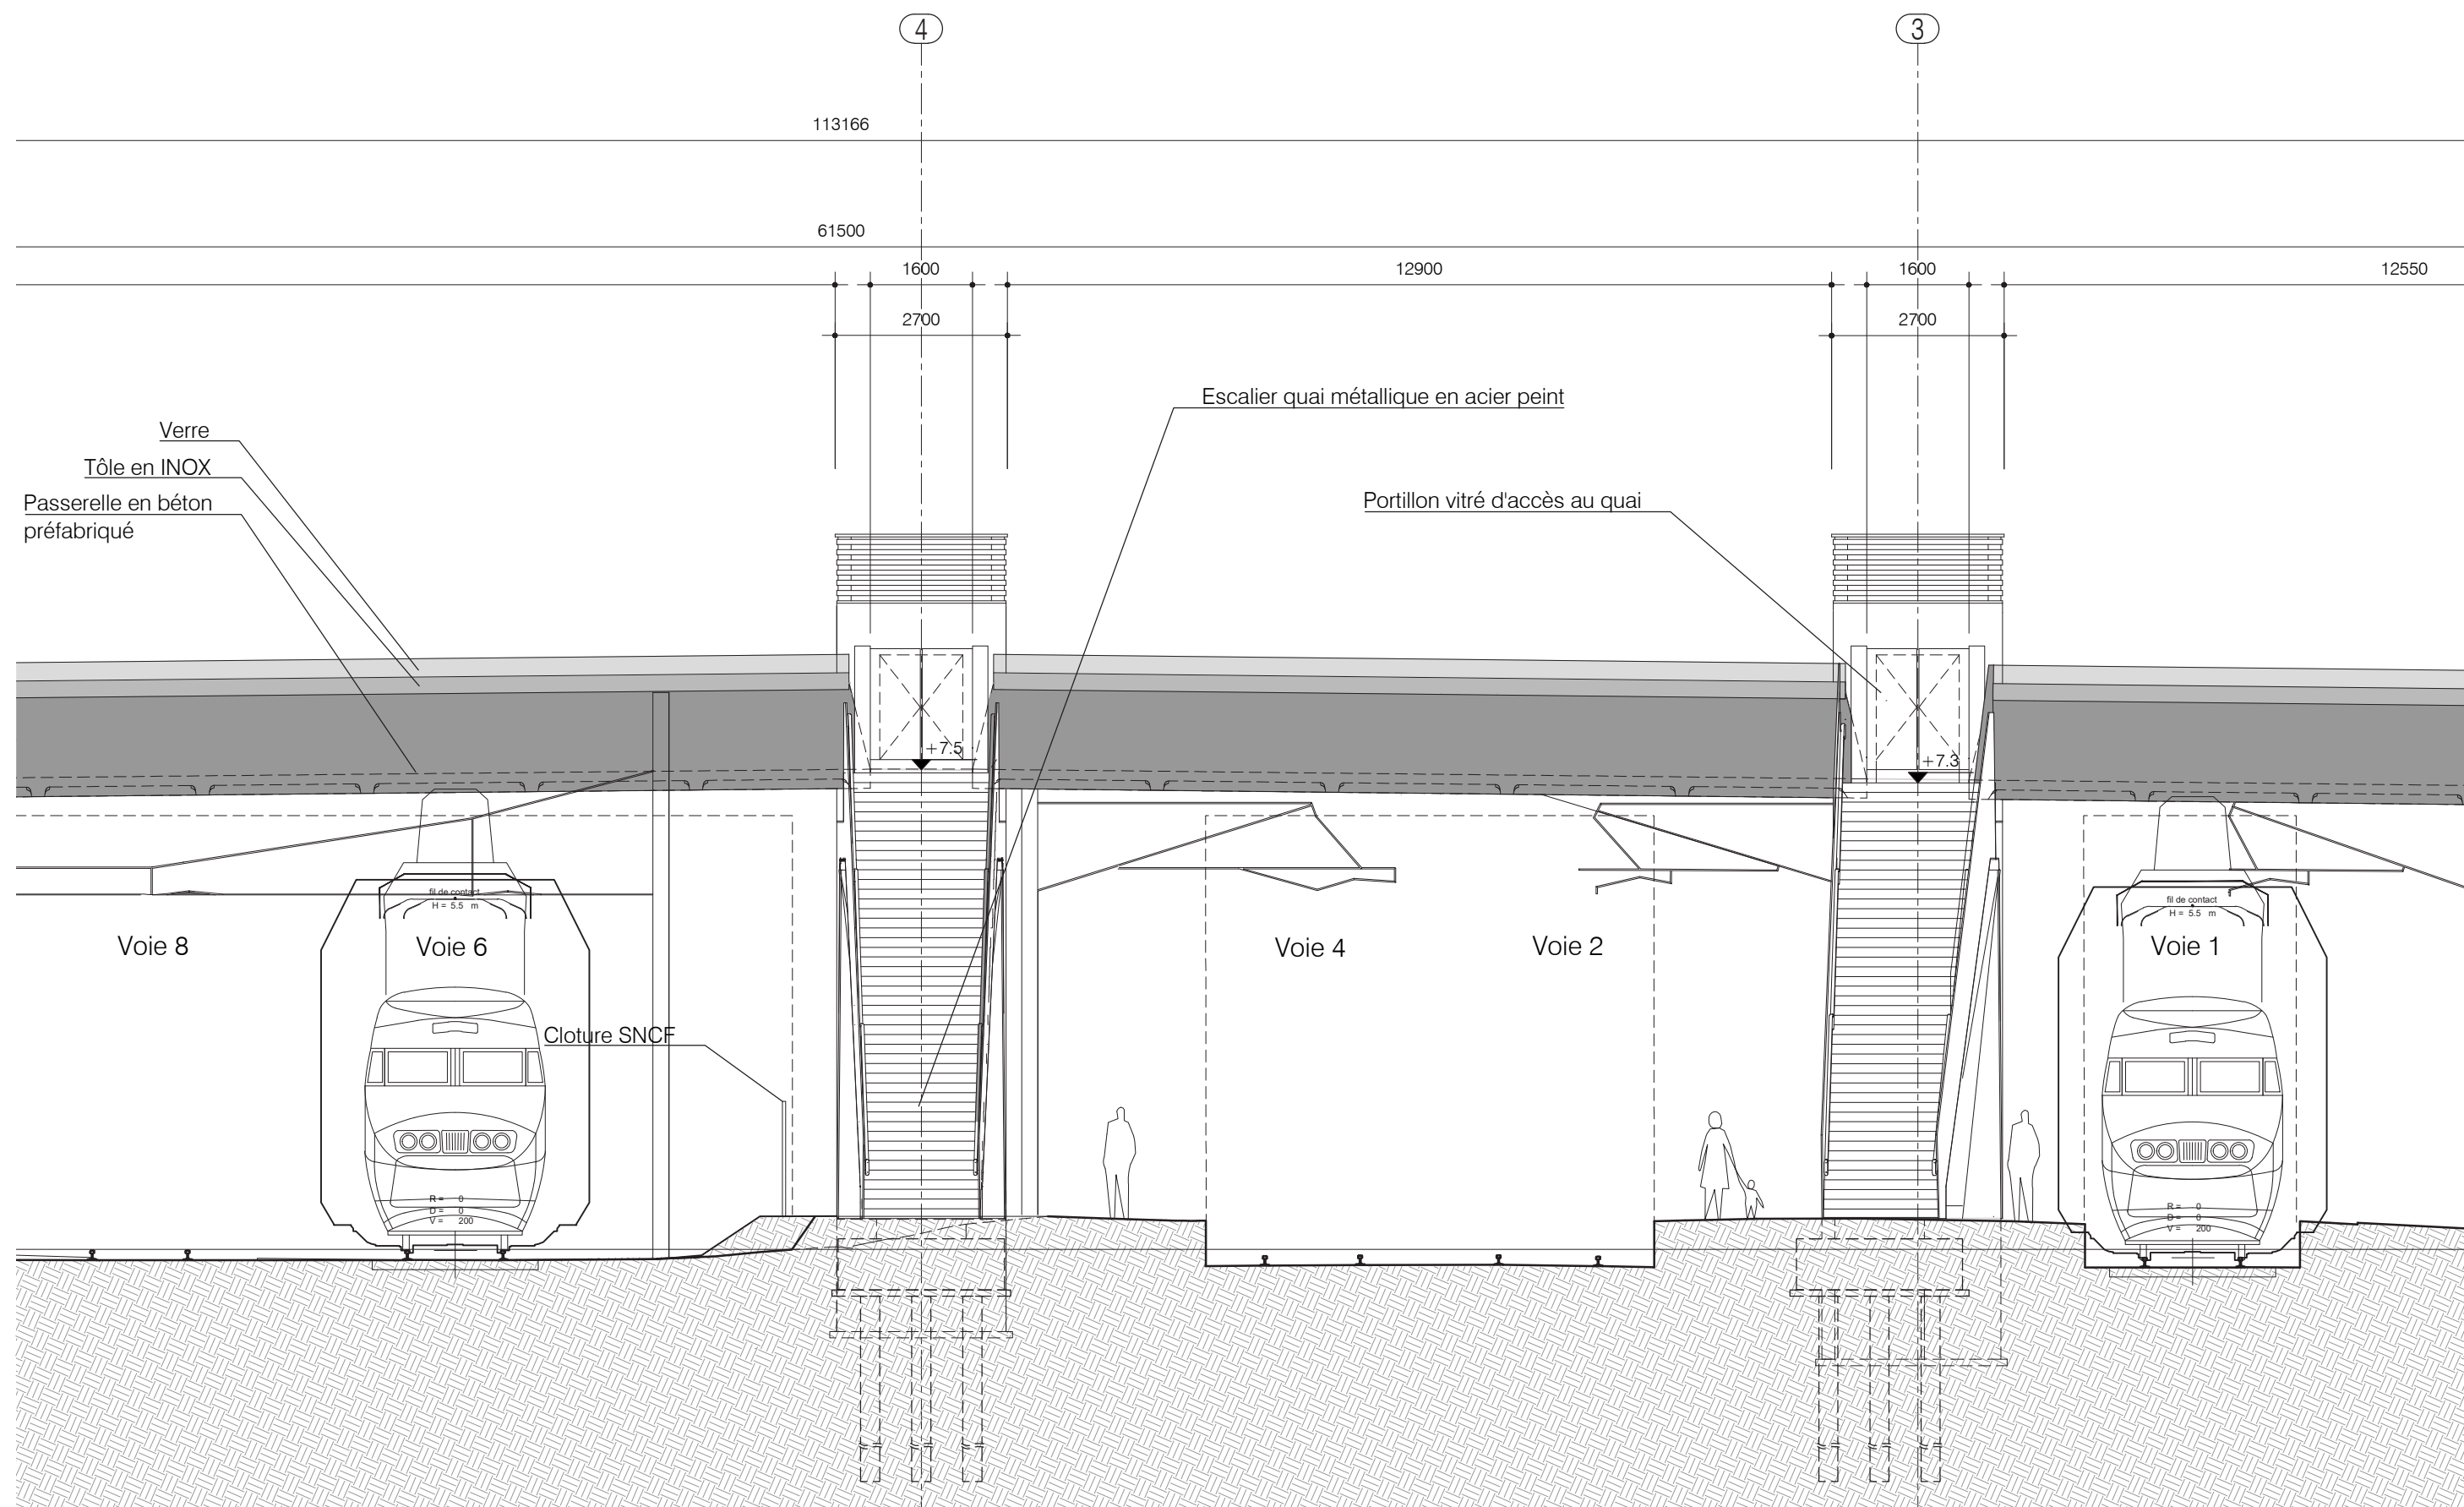 4
3
113166
61500
1600
12900
1600
12550
2700
2700
Escalier quai métallique en acier peint
Verre
Tôle en INOX
Passerelle en béton
préfabriqué
Portillon vitré d'accès au quai
+7.5
+7.3
fil de contact
H = 5.5 m
fil de contact
H = 5.5 m
Voie 8
Voie 6
Voie 4
Voie 2
Voie 1
Cloture SNCF
R = 0
D = 0
V = 200
R = 0
D = 0
V = 200